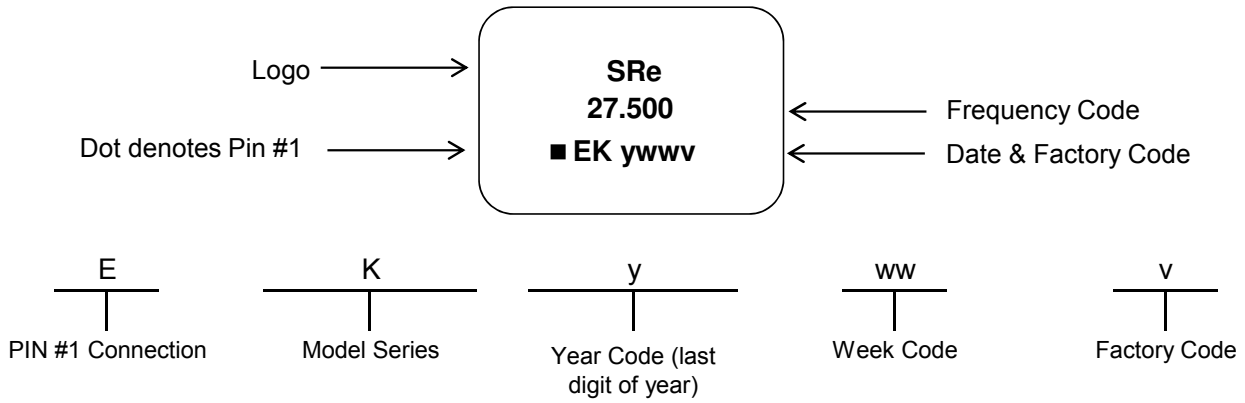 Logo
SRe
27.500
Frequency Code
Dot denotes Pin #1
■ EK ywwv
Date & Factory Code
E
K
y
ww
v
PIN #1 Connection
Model Series
Year Code (last
digit of year)
Week Code
Factory Code